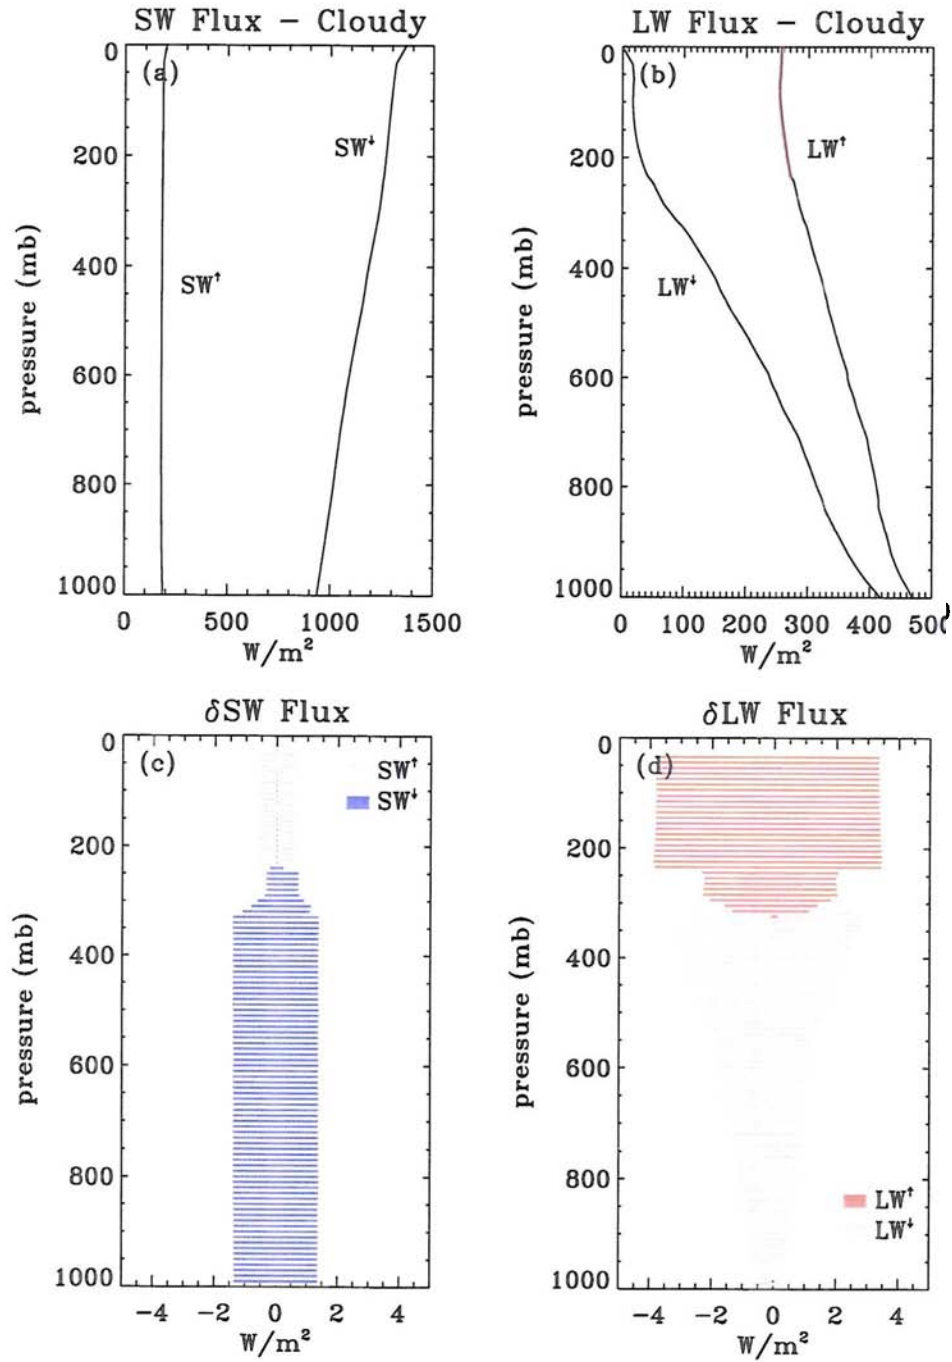 SW Flux – Cloudy
(a)
SW↓
SW↑
0
200
400
600
800
1000
pressure (mb)
0 500 1000 1500
W/m²
LW Flux – Cloudy
(b)
LW↑
LW↓
0
200
400
600
800
1000
pressure (mb)
0 100 200 300 400 500
W/m²
δSW Flux
(c)
SW↑
SW↓
0
200
400
600
800
1000
pressure (mb)
−4 −2 0 2 4
W/m²
δLW Flux
(d)
0
200
400
600
800
1000
pressure (mb)
LW↑
LW↓
−4 −2 0 2 4
W/m²